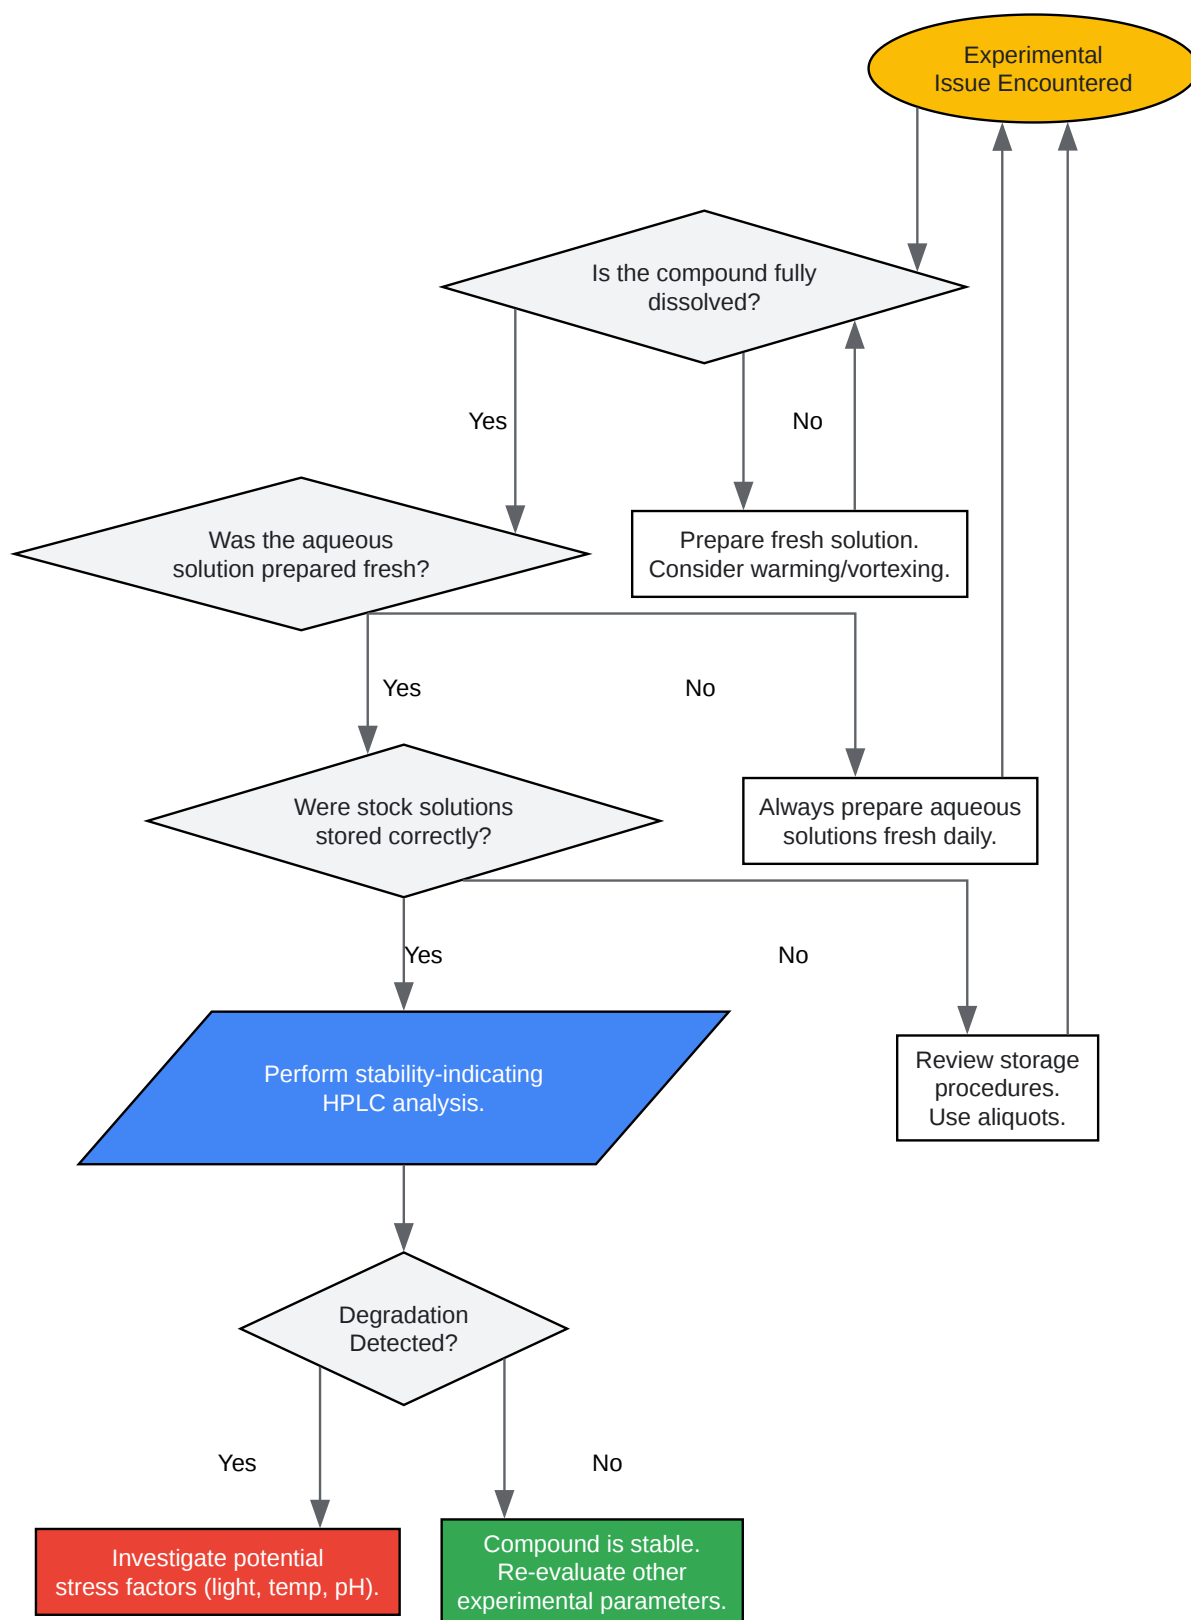 Experimental
Issue Encountered
Is the compound fully
dissolved?
Yes
No
Was the aqueous
solution prepared fresh?
Prepare fresh solution.
Consider warming/vortexing.
Yes
No
Were stock solutions
stored correctly?
Always prepare aqueous
solutions fresh daily.
Yes
No
Perform stability-indicating
HPLC analysis.
Review storage
procedures.
Use aliquots.
Degradation
Detected?
Yes
No
Investigate potential
stress factors (light, temp, pH).
Compound is stable.
Re-evaluate other
experimental parameters.